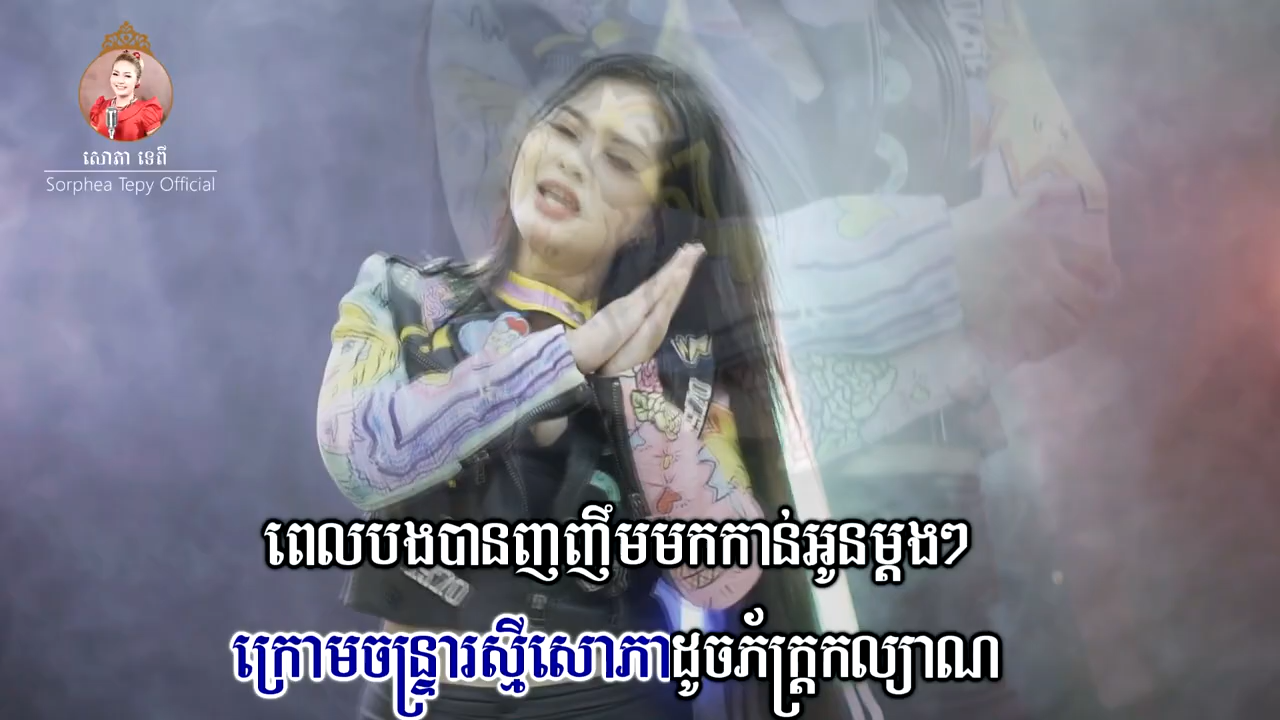 សោភា ទេពី
Sorphea Tepy Official
ពេលបងបានញញឹមមកកាន់អូនម្ដងៗ
ក្រោមចន្ទ្រារស្មីសោភាដូចភ័ក្ត្រកល្យាណ